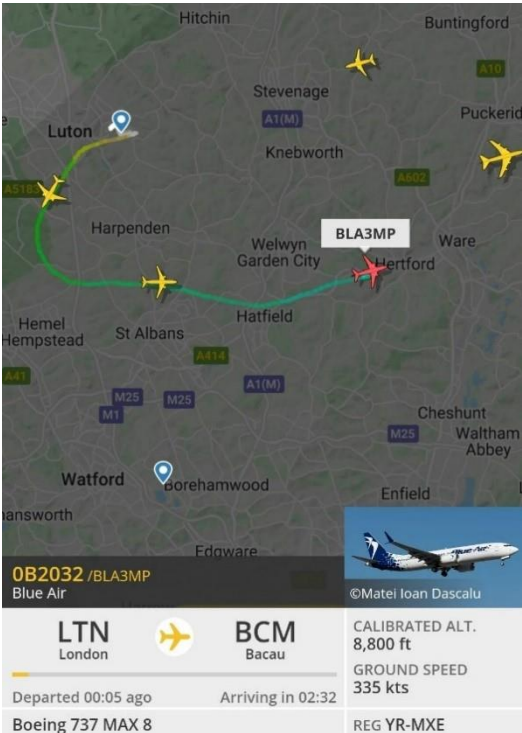 Hitchin
Buntingford
A10
Stevenage
A1(M)
Puckerid
Luton
Knebworth
A5183
A602
Harpenden
BLA3MP
Ware
Welwyn
Garden City
Hertford
Hatfield
Hemel
Hempstead
St Albans
A414
A41
A1(M)
M25
M25
M1
Cheshunt
M25
Waltham
Abbey
Watford
Borehamwood
Enfield
nansworth
Edgware
0B2032 /BLA3MP
Blue Air
Blue Air
©Matei Ioan Dascalu
LTN
London
BCM
Bacau
CALIBRATED ALT.
8,800 ft
GROUND SPEED
335 kts
Departed 00:05 ago
Arriving in 02:32
Boeing 737 MAX 8
REG YR-MXE